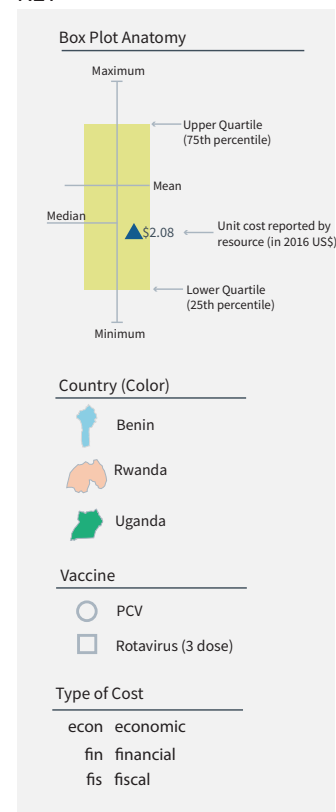 Box Plot Anatomy
Maximum
Upper Quartile
(75th percentile)
Mean
Median
$2.08
Unit cost reported by
resource (in 2016 US$)
Lower Quartile
(25th percentile)
Minimum
Country (Color)
Benin
Rwanda
Uganda
Vaccine
PCV
Rotavirus (3 dose)
Type of Cost
econ economic
fin financial
fis fiscal